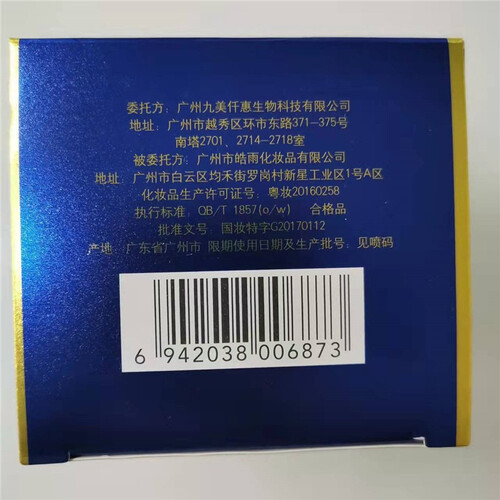 委托方：广州九美仟惠生物科技有限公司
地址：广州市越秀区环市东路371-375号
南塔2701、2714-2718室
被委托方：广州市皓雨化妆品有限公司
地址：广州市白云区均禾街罗岗村新星工业区1号A区
化妆品生产许可证号：粤妆20160258
执行标准：QB/T 1857(o/w) 合格品
批准文号：国妆特字G20170112
产地：广东省广州市 限期使用日期及生产批号：见喷码
6 942038 006873